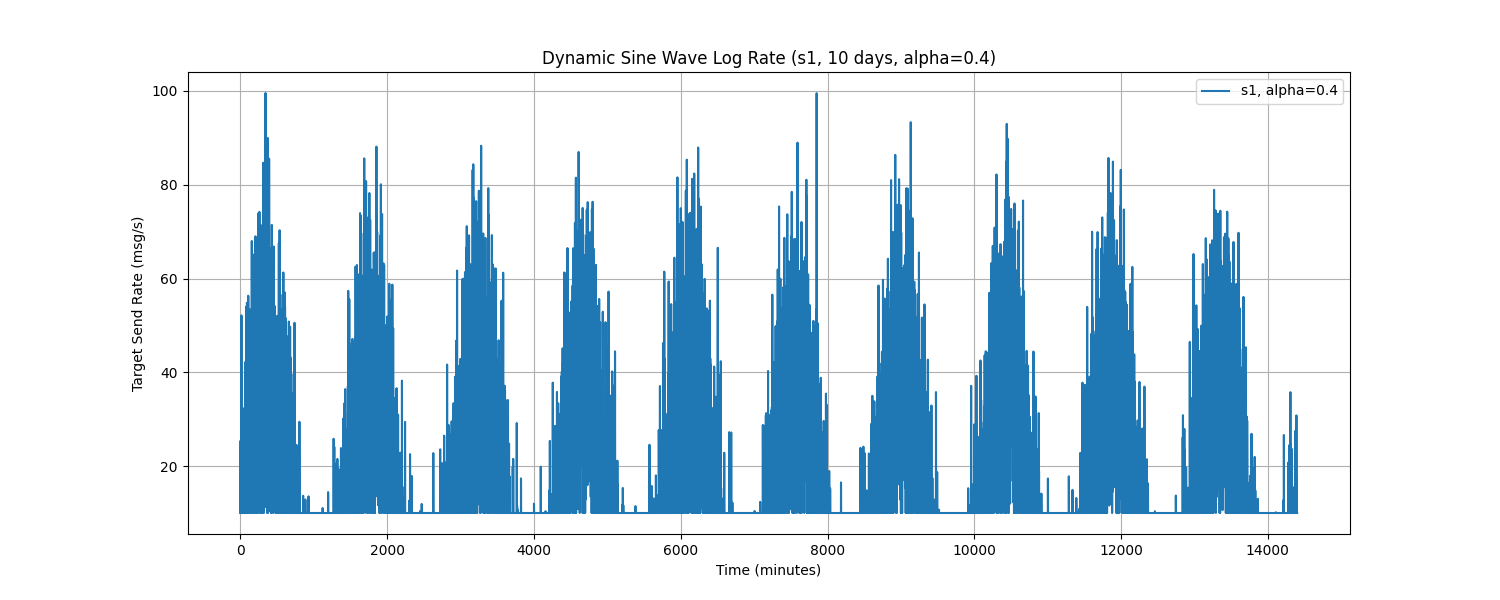 Dynamic Sine Wave Log Rate (s1, 10 days, alpha=0.4)
s1, alpha=0.4
Target Send Rate (msg/s)
100
80
60
40
20
0 2000 4000 6000 8000 10000 12000 14000
Time (minutes)